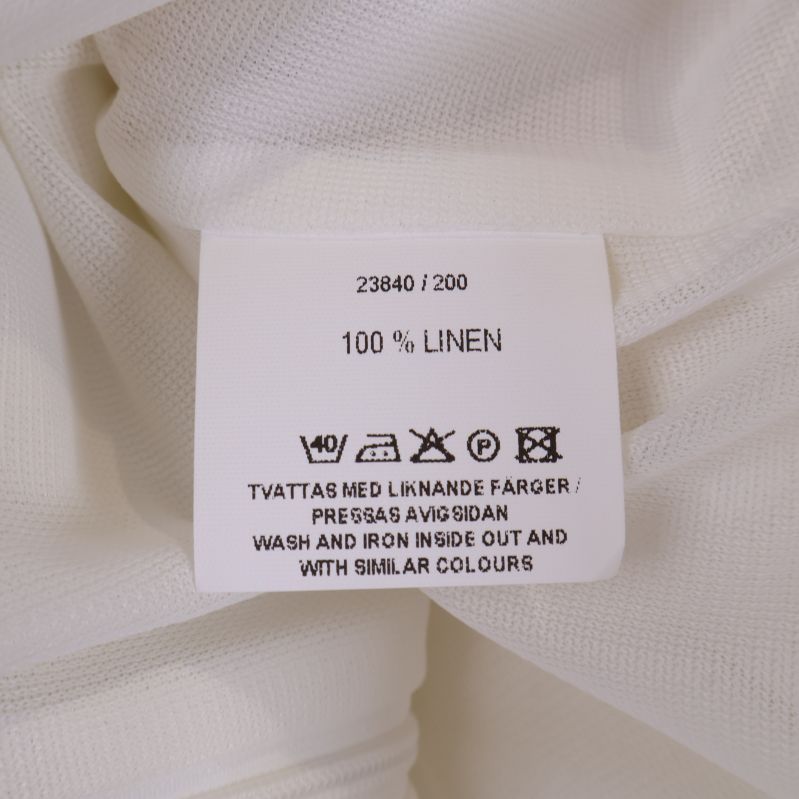 23840 / 200
100 % LINEN
40 P
TVATTAS MED LIKNANDE FÄRGER /
PRESSAS AVIGSIDAN
WASH AND IRON INSIDE OUT AND
WITH SIMILAR COLOURS